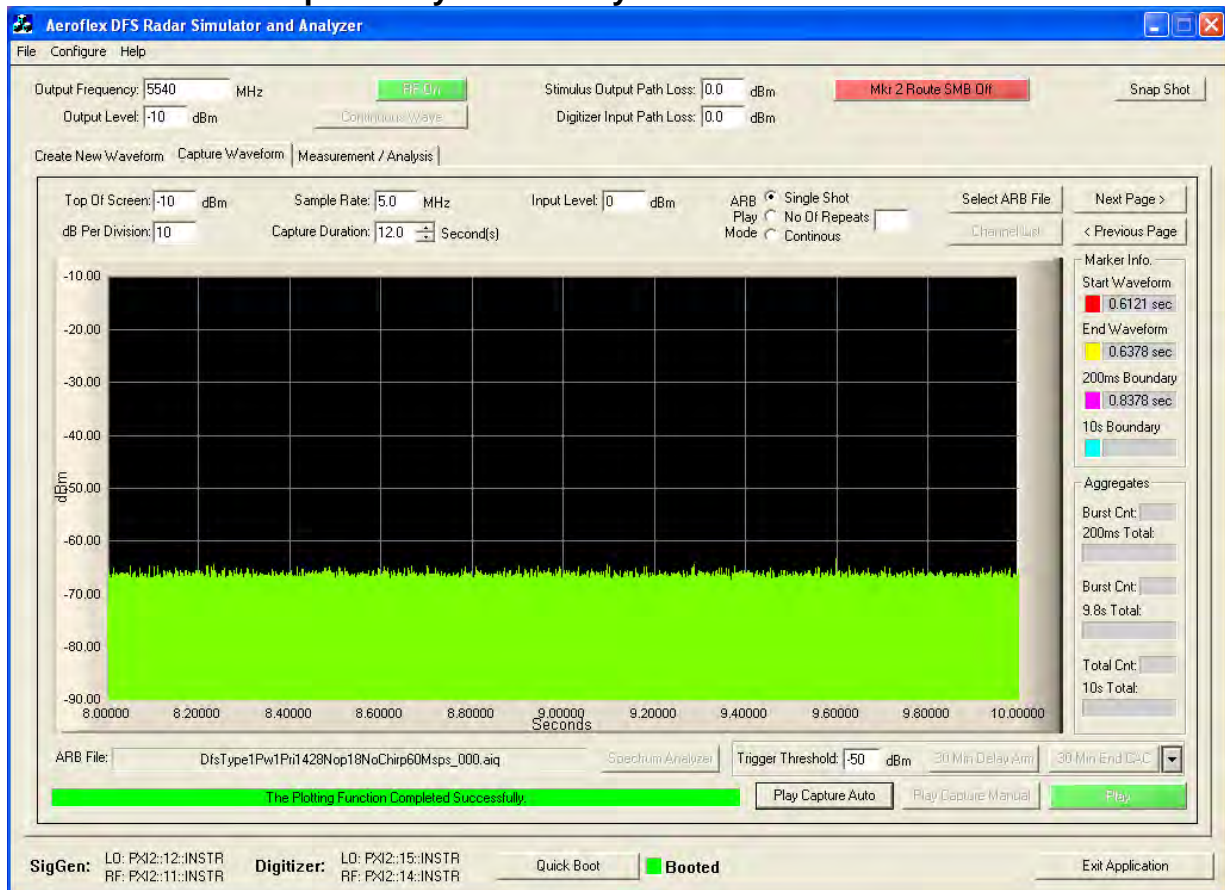 Aeroflex DFS Radar Simulator and Analyzer
File Configure Help
Output Frequency: 5540 MHz
RF On
Stimulus Output Path Loss: 0.0 dBm
Mkr 2 Route SMB Off
Snap Shot
Output Level: -10 dBm
Continuous Wave
Digitizer Input Path Loss: 0.0 dBm
Create New Waveform Capture Waveform Measurement / Analysis
Top Of Screen: -10 dBm
Sample Rate: 5.0 MHz
Input Level: 0 dBm
ARB Play Mode
Single Shot
No Of Repeats
Continous
Select ARB File
Next Page >
dB Per Division: 10
Capture Duration: 12.0 Second(s)
Channel List
< Previous Page
-10.00
-20.00
-30.00
-40.00
-50.00
-60.00
-70.00
-80.00
-90.00
dBm
8.00000 8.20000 8.40000 8.60000 8.80000 9.00000 9.20000 9.40000 9.60000 9.80000 10.00000
Seconds
Marker Info.
Start Waveform
0.6121 sec
End Waveform
0.6378 sec
200ms Boundary
0.8378 sec
10s Boundary
Aggregates
Burst Cnt:
200ms Total:
Burst Cnt:
9.8s Total:
Total Cnt:
10s Total:
ARB File: DfsType1Pw1Pri1428Nop18NoChirp60Msps_000.aiq
Spectrum Analyzer
Trigger Threshold: -50 dBm
30 Min Delay Arm
30 Min End CAC
The Plotting Function Completed Successfully.
Play Capture Auto
Play Capture Manual
Play
SigGen: LO: PXI2::12::INSTR
RF: PXI2::11::INSTR
Digitizer: LO: PXI2::15::INSTR
RF: PXI2::14::INSTR
Quick Boot
Booted
Exit Application